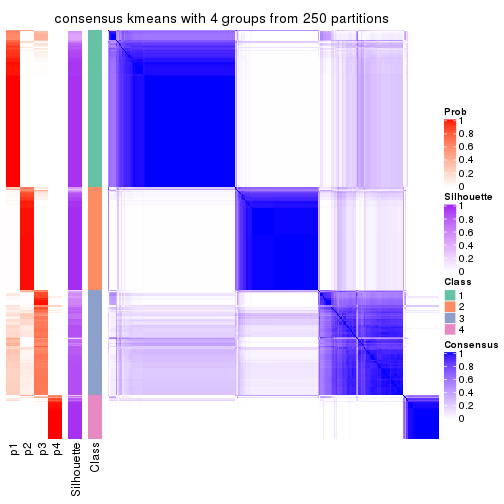 consensus kmeans with 4 groups from 250 partitions
Prob
1
0.8
0.6
0.4
0.2
0
Silhouette
1
0.8
0.6
0.4
0.2
0
Class
1
2
3
4
Consensus
1
0.8
0.6
0.4
0.2
0
p1
p2
p3
p4
Silhouette
Class